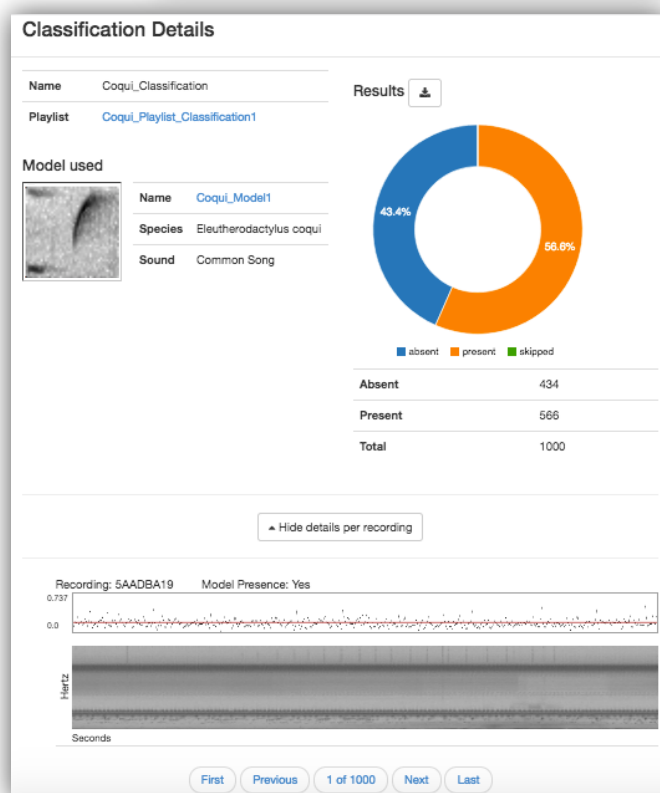 Classification Details
Name Coqui_Classification
Playlist Coqui_Playlist_Classification1
Model used
Name Coqui_Model1
Species Eleutherodactylus coqui
Sound Common Song
Results
43.4%
56.6%
absent present skipped
Absent 434
Present 566
Total 1000
Hide details per recording
Recording: 5AADBA19 Model Presence: Yes
0.737
0.0
Hertz
Seconds
First Previous 1 of 1000 Next Last